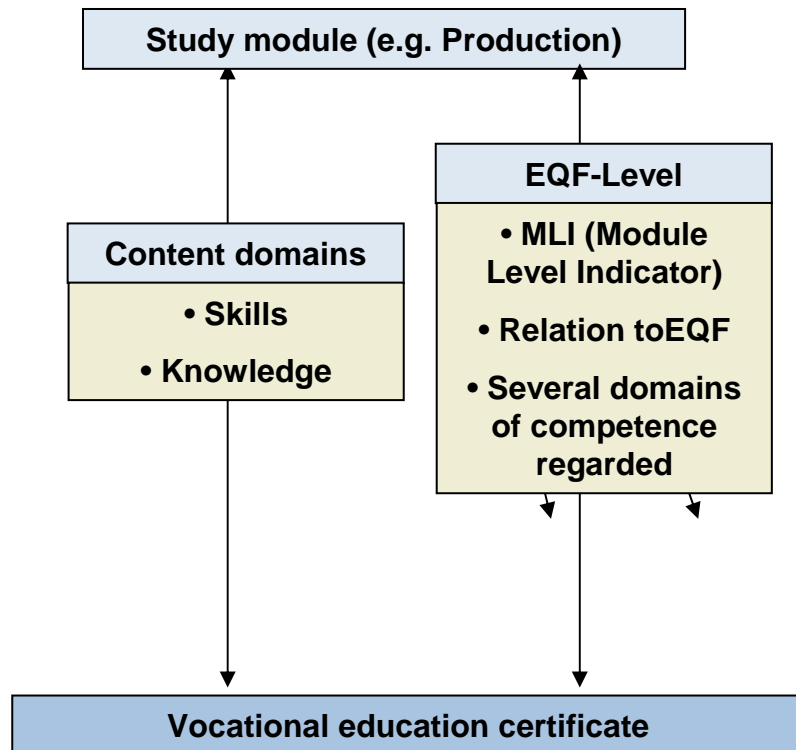 Study module (e.g. Production)
Content domains
• Skills
• Knowledge
EQF-Level
• MLI (Module
Level Indicator)
• Relation toEQF
• Several domains
of competence
regarded
Vocational education certificate